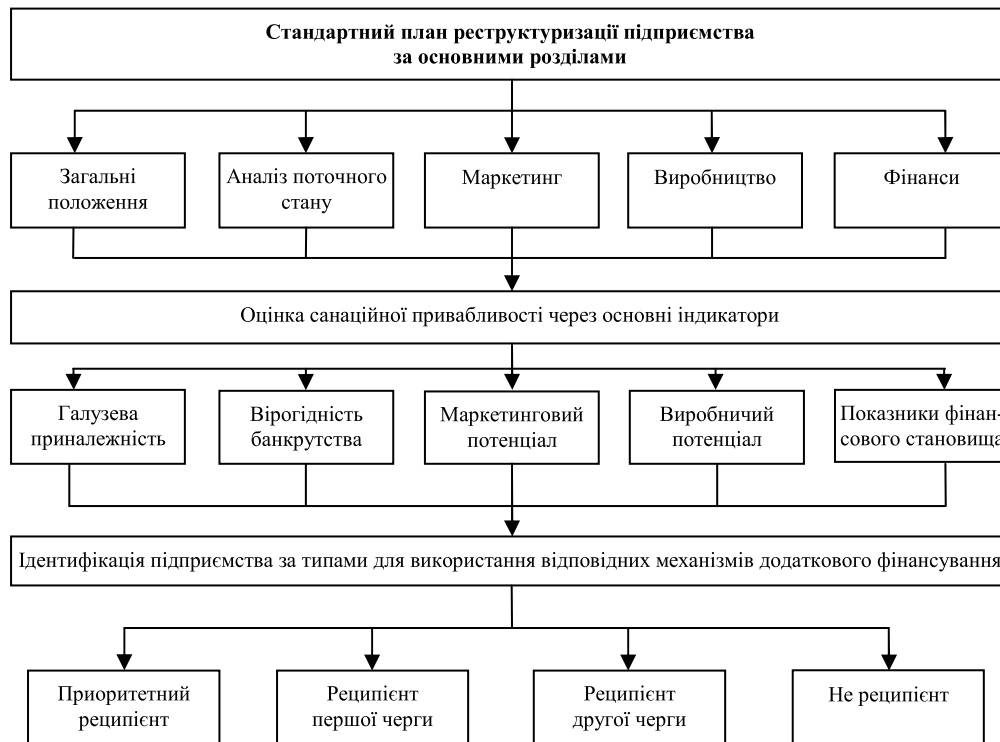 Стандартний план реструктуризації підприємства
за основними розділами
Загальні
положення
Аналіз поточного
стану
Маркетинг
Виробництво
Фінанси
Оцінка санаційної привабливості через основні індикатори
Галузева
приналежність
Вірогідність
банкрутства
Маркетинговий
потенціал
Виробничий
потенціал
Показники фінан-
сового становища
Ідентифікація підприємства за типами для використання відповідних механізмів додаткового фінансування
Приоритетний
реципієнт
Реципієнт
першої черги
Реципієнт
другої черги
Не реципієнт